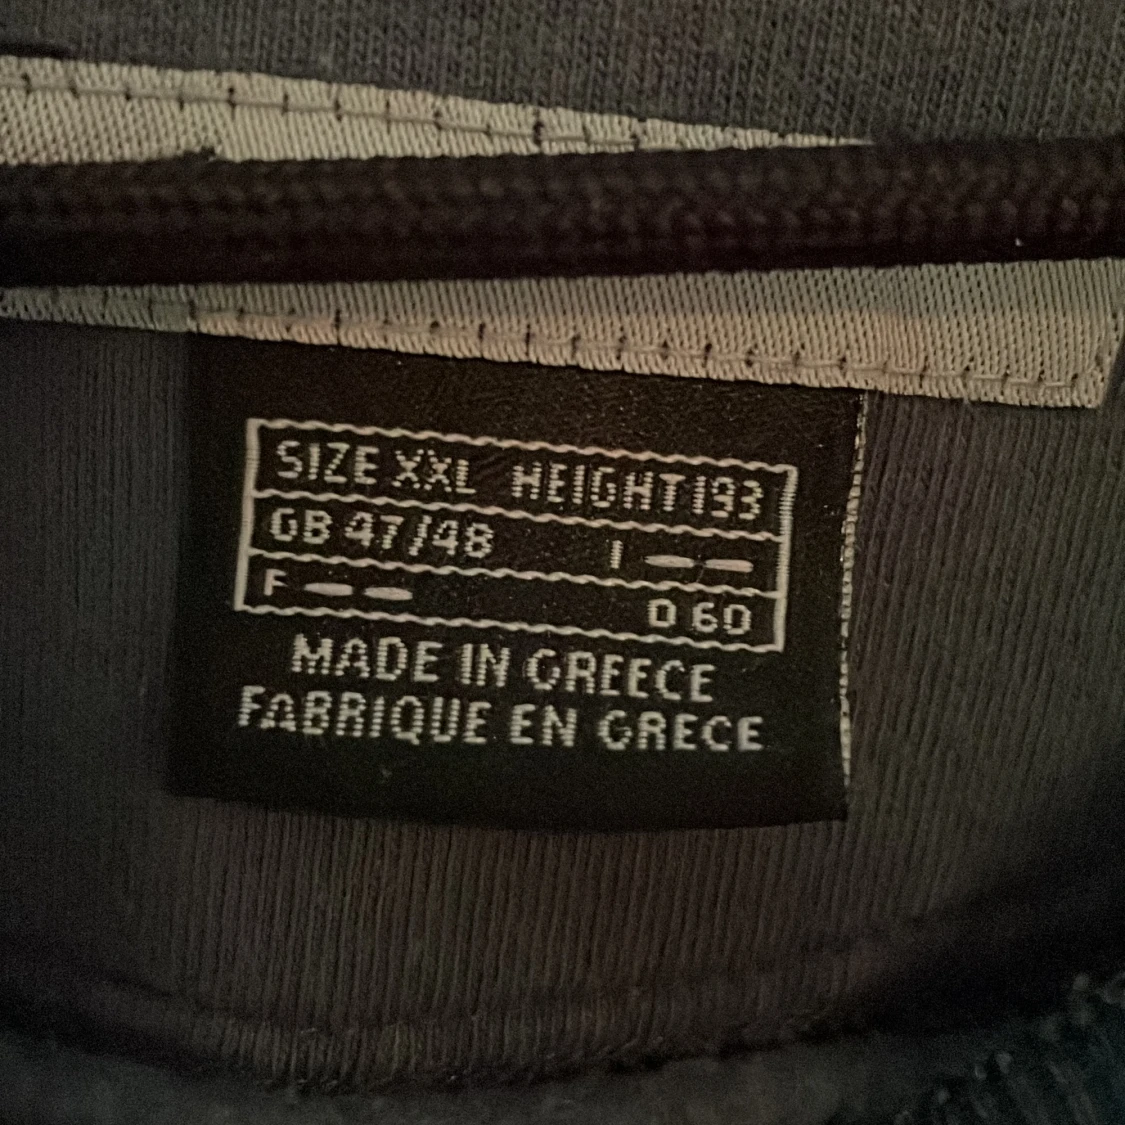 SIZE XXL HEIGHT 193
GB 47/48 I --
F -- D 60
MADE IN GREECE
FABRIQUE EN GRECE